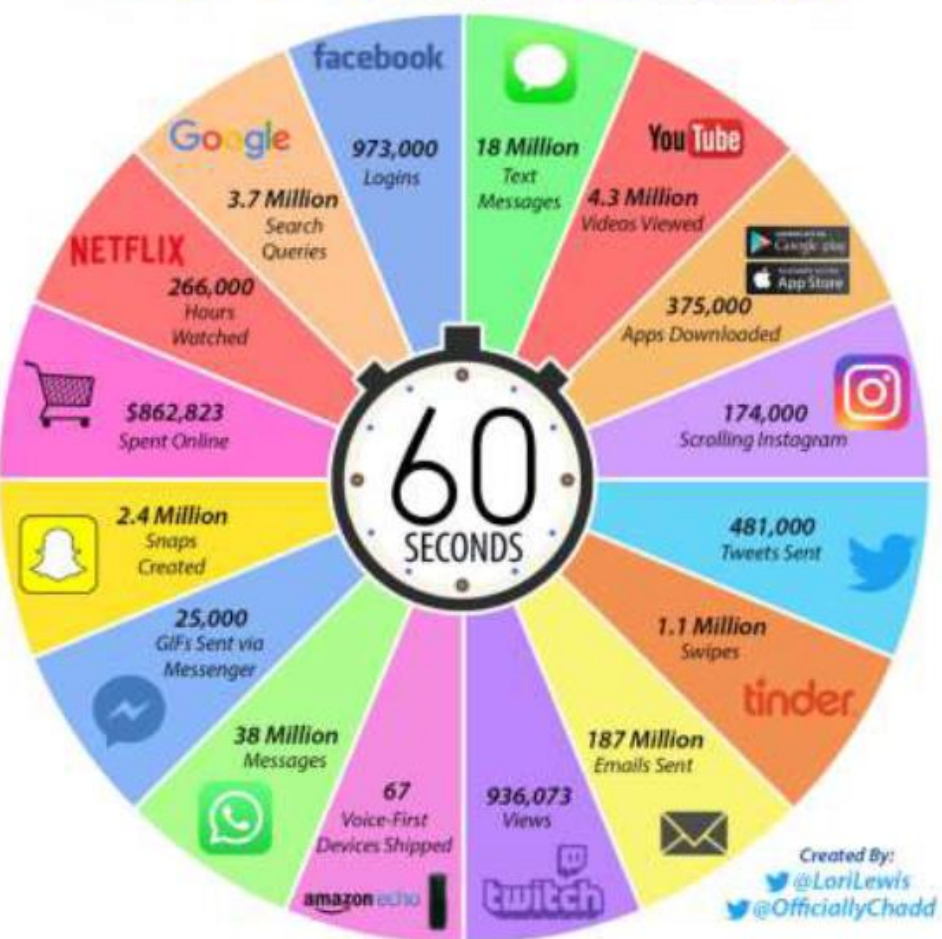 facebook
973,000
Logins
18 Million
Text
Messages
YouTube
4.3 Million
Videos Viewed
Google play
App Store
375,000
Apps Downloaded
174,000
Scrolling Instagram
481,000
Tweets Sent
1.1 Million
Swipes
tinder
187 Million
Emails Sent
936,073
Views
twitch
67
Voice-First
Devices Shipped
amazon echo
38 Million
Messages
25,000
GIFs Sent via
Messenger
2.4 Million
Snaps
Created
$862,823
Spent Online
NETFLIX
266,000
Hours
Watched
Google
3.7 Million
Search
Queries
60
SECONDS
Created By:
@LoriLewis
@OfficiallyChadd